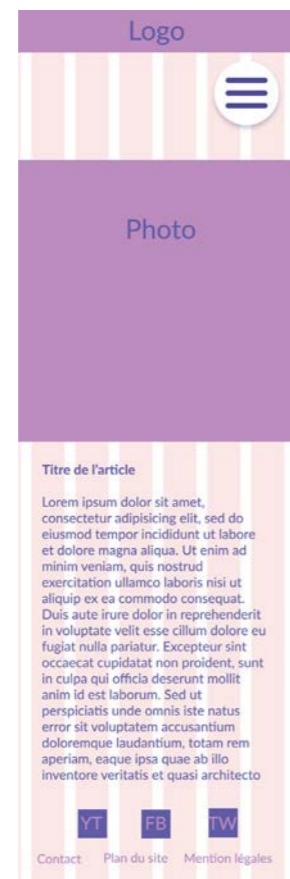 Logo
Photo
Titre de l'article
Lorem ipsum dolor sit amet,
consectetur adipisicing elit, sed do
eiusmod tempor incididunt ut labore
et dolore magna aliqua. Ut enim ad
minim veniam, quis nostrud
exercitation ullamco laboris nisi ut
aliquip ex ea commodo consequat.
Duis aute irure dolor in reprehenderit
in voluptate velit esse cillum dolore eu
fugiat nulla pariatur. Excepteur sint
occaecat cupidatat non proident, sunt
in culpa qui officia deserunt mollit
anim id est laborum. Sed ut
perspiciatis unde omnis iste natus
error sit voluptatem accusantium
doloremque laudantium, totam rem
aperiam, eaque ipsa quae ab illo
inventore veritatis et quasi architecto
YT FB TW
Contact Plan du site Mention légales